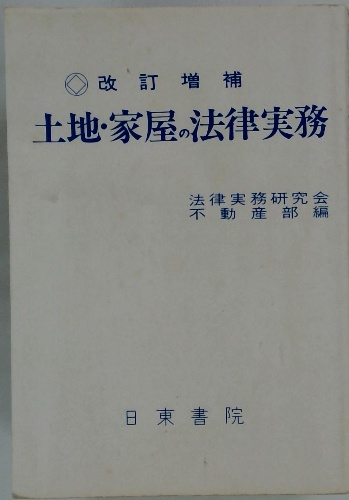 改訂増補
土地・家屋の法律実務
法律実務研究会
不動産部編
日東書院